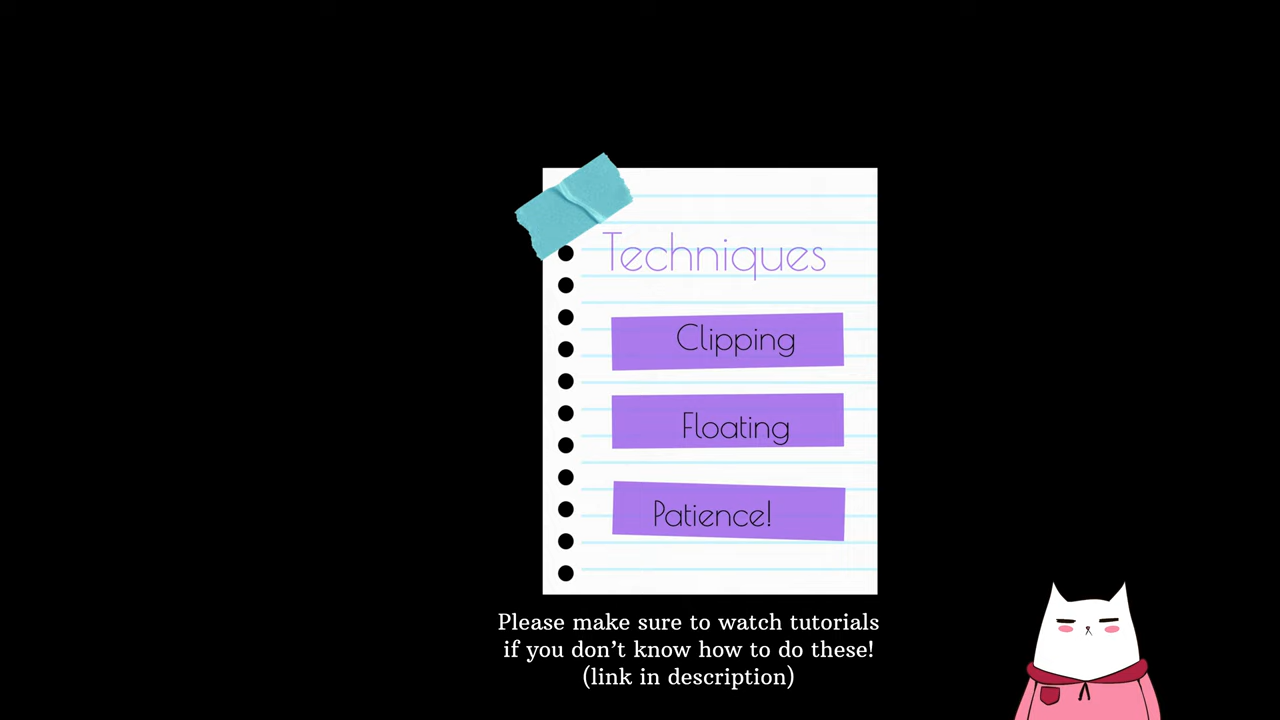 Techniques
Clipping
Floating
Patience!
Please make sure to watch tutorials
if you don’t know how to do these!
(link in description)